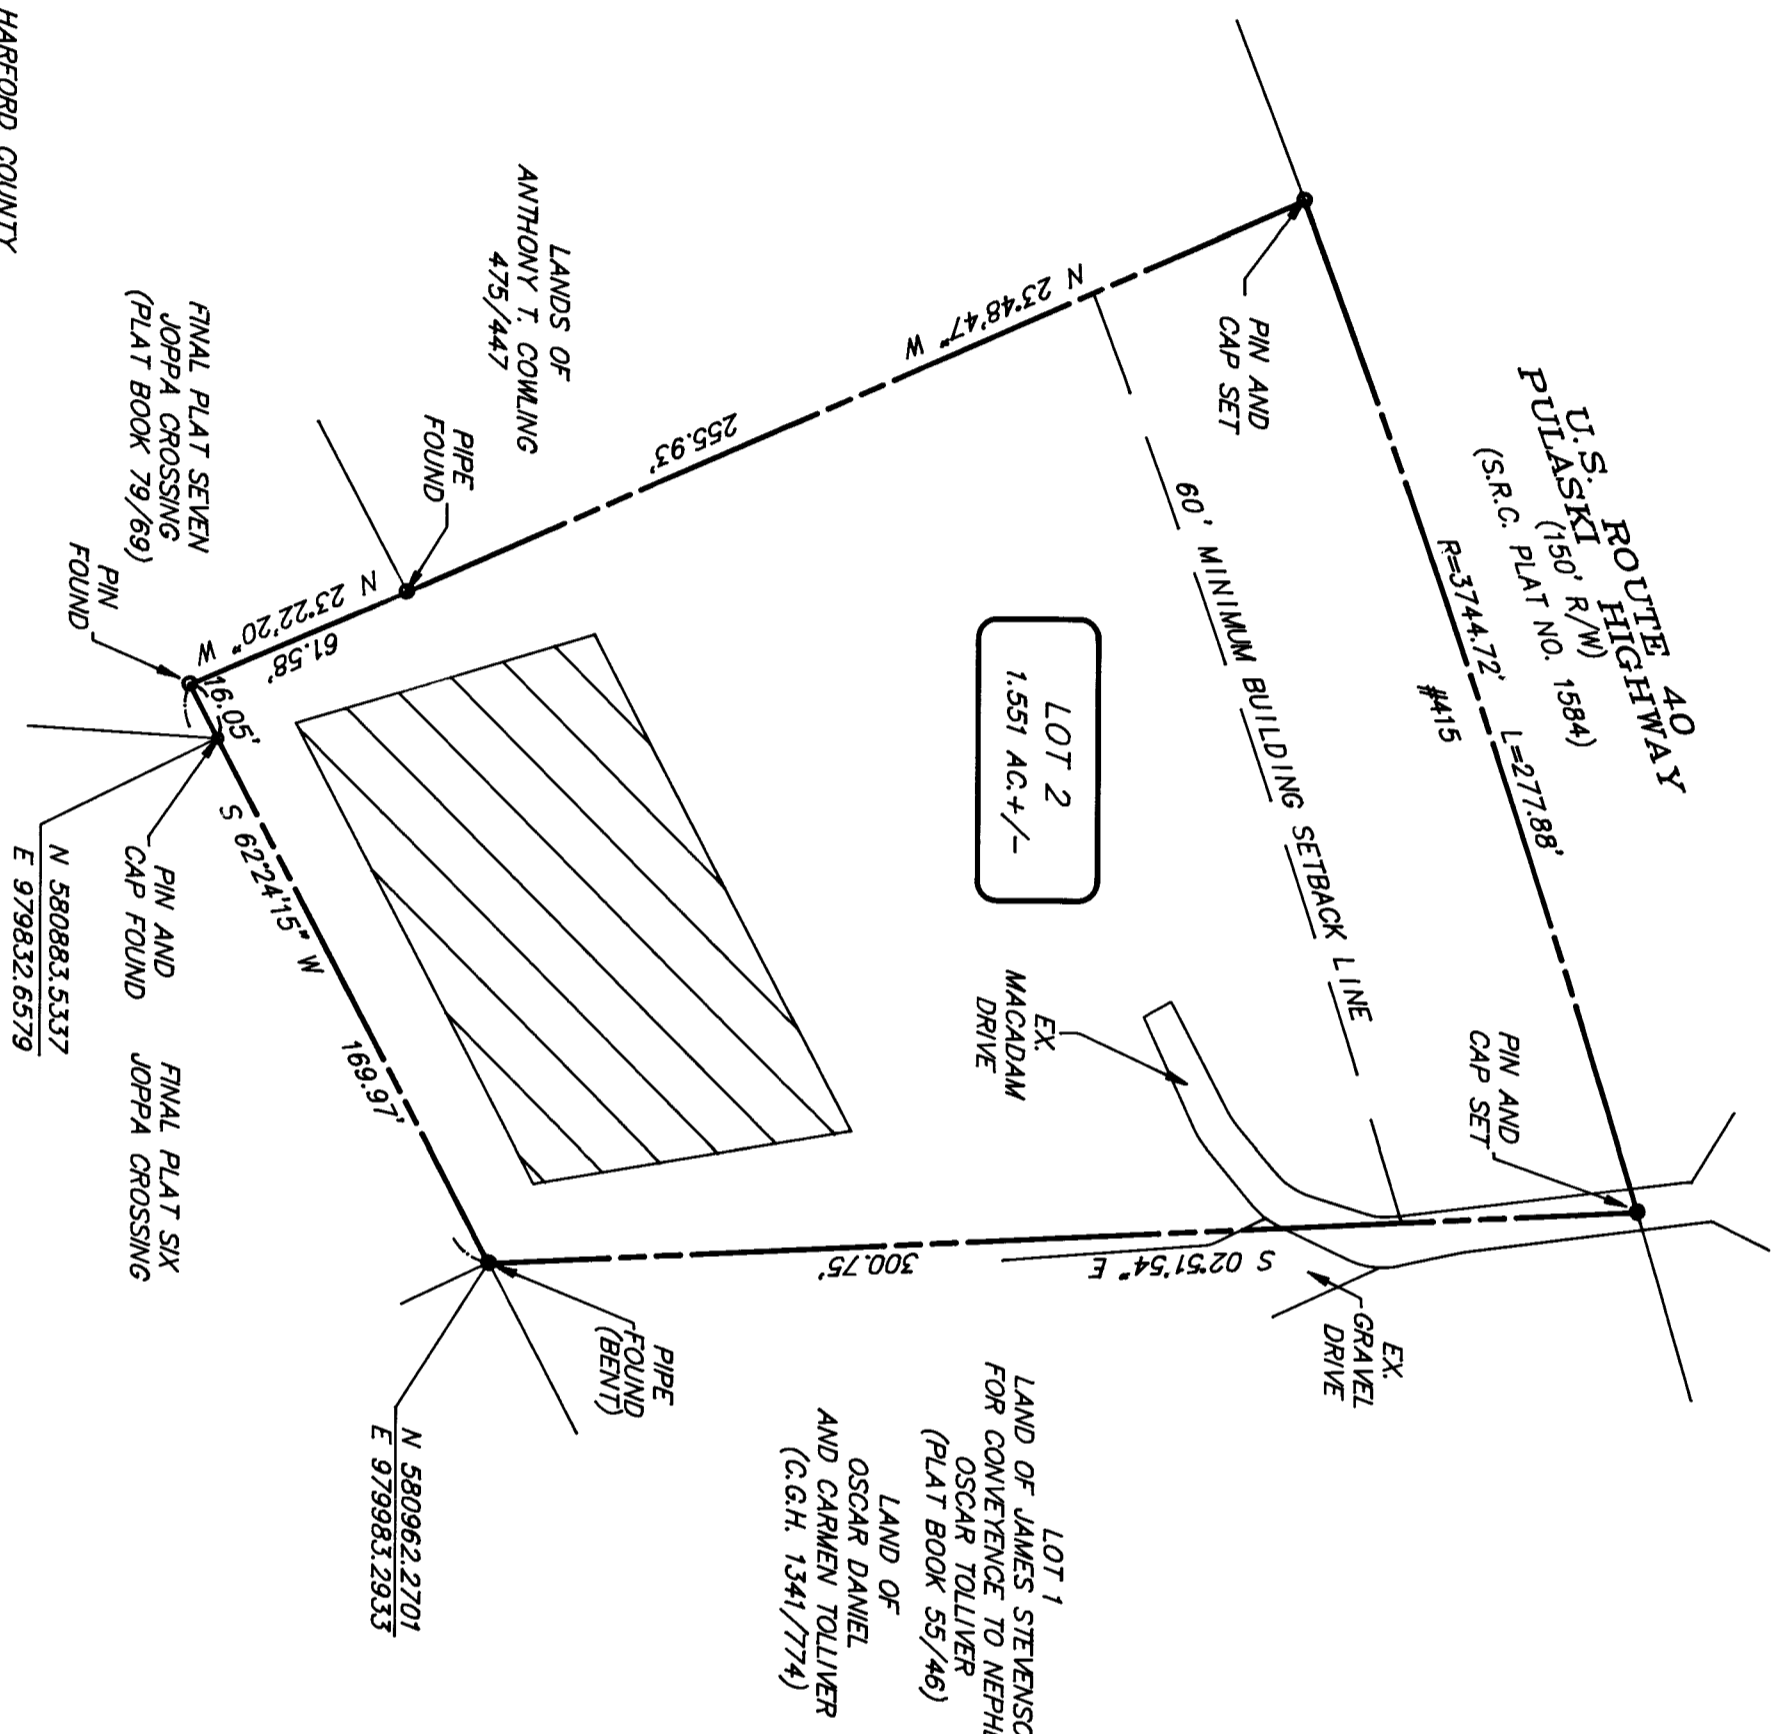 U.S. ROUTE 40
PULASKI HIGHWAY
(150' R/W)
(S.R.C. PLAT NO. 1584)
R=3744.72' L=277.88'
#415
PIN AND
CAP SET
PIN AND
CAP SET
60' MINIMUM BUILDING SETBACK LINE
N 23°48'47" W
255.93'
LOT 2
1.551 AC.+/-
EX.
MACADAM
DRIVE
EX.
GRAVEL
DRIVE
S 02°51'54" E
300.75'
LOT 1
FOR CONVEYENCE TO
OSCAR TOLLIVER
LAND OF JAMES
(PLAT BOOK 55/46)
LAND OF
OSCAR DANIEL
AND CARMEN TOLLIVER
(C.G.H. 1341/774)
LANDS OF
ANTHONY T. COWLING
475/447
PIPE
FOUND
N 23°22'20" W
61.58'
FINAL PLAT SEVEN
JOPPA CROSSING
(PLAT BOOK 79/69)
PIN
FOUND
16.05'
S 62°24'15" W
169.97'
PIN AND
CAP FOUND
FINAL PLAT SIX
JOPPA CROSSING
PIPE
FOUND
(BENT)
N 580883.5337
E 979832.6579
N 580962.2701
E 979983.2933
HARFORD COUNTY